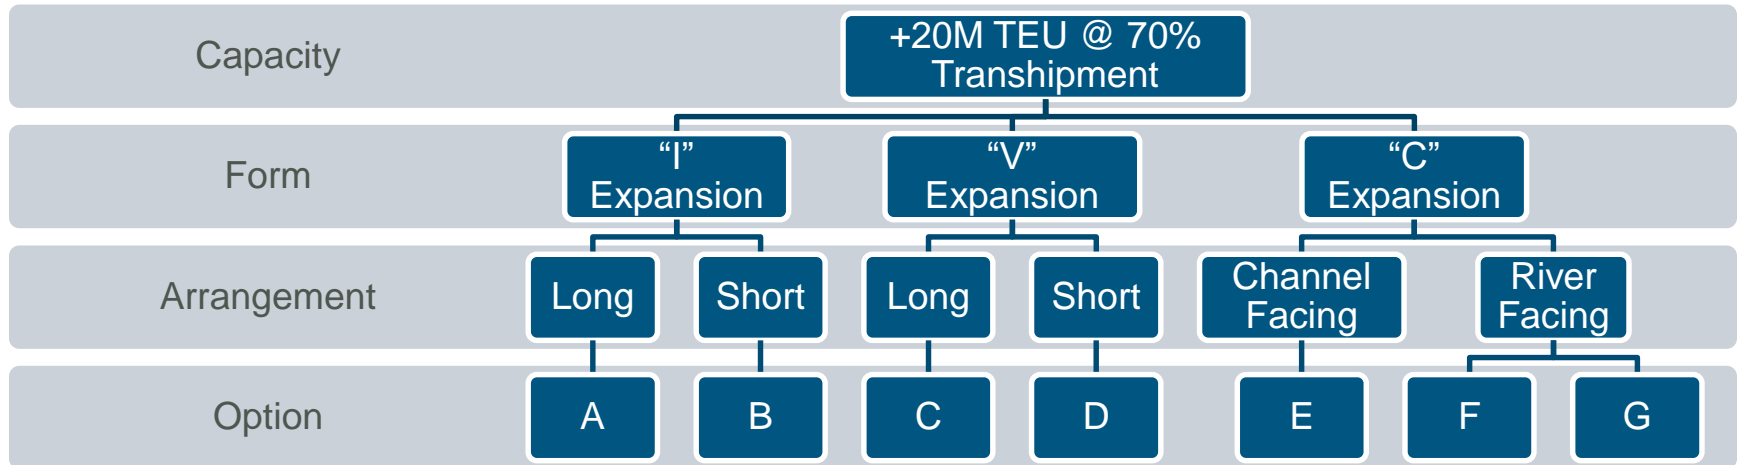 Capacity
+20M TEU @ 70%
Transhipment
Form
“I”
Expansion
“V”
Expansion
“C”
Expansion
Arrangement
Long
Short
Long
Short
Channel
Facing
River
Facing
Option
A
B
C
D
E
F
G